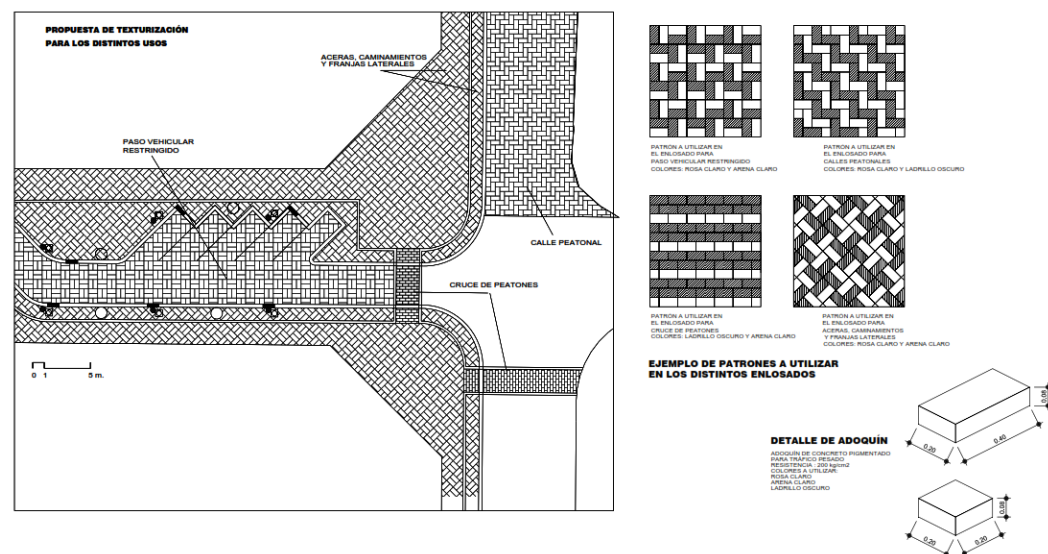 PROPUESTA DE TEXTURIZACIÓN
PARA LOS DISTINTOS USOS
ACERAS, CAMINAMIENTOS
Y FRANJAS LATERALES
PASO VEHICULAR
RESTRINGIDO
CALLE PEATONAL
CRUCE DE PEATONES
0 1 5 m.
PATRÓN A UTILIZAR EN
EL ENLOSADO PARA
PASO VEHICULAR RESTRINGIDO
COLORES: ROSA CLARO Y ARENA CLARO
PATRÓN A UTILIZAR EN
EL ENLOSADO PARA
CALLES PEATONALES
COLORES: ROSA CLARO Y LADRILLO OSCURO
PATRÓN A UTILIZAR EN
EL ENLOSADO PARA
CRUCE DE PEATONES
COLORES: LADRILLO OSCURO Y ARENA CLARO
PATRÓN A UTILIZAR EN
EL ENLOSADO PARA
ACERAS, CAMINAMIENTOS
Y FRANJAS LATERALES
COLORES: ROSA CLARO Y ARENA CLARO
EJEMPLO DE PATRONES A UTILIZAR
EN LOS DISTINTOS ENLOSADOS
DETALLE DE ADOQUÍN
ADOQUÍN DE CONCRETO PIGMENTADO
PARA TRÁFICO PESADO
RESISTENCIA : 200 kg/cm2
COLORES A UTILIZAR:
ROSA CLARO
ARENA CLARO
LADRILLO OSCURO
0.20
0.40
0.08
0.20
0.20
0.08